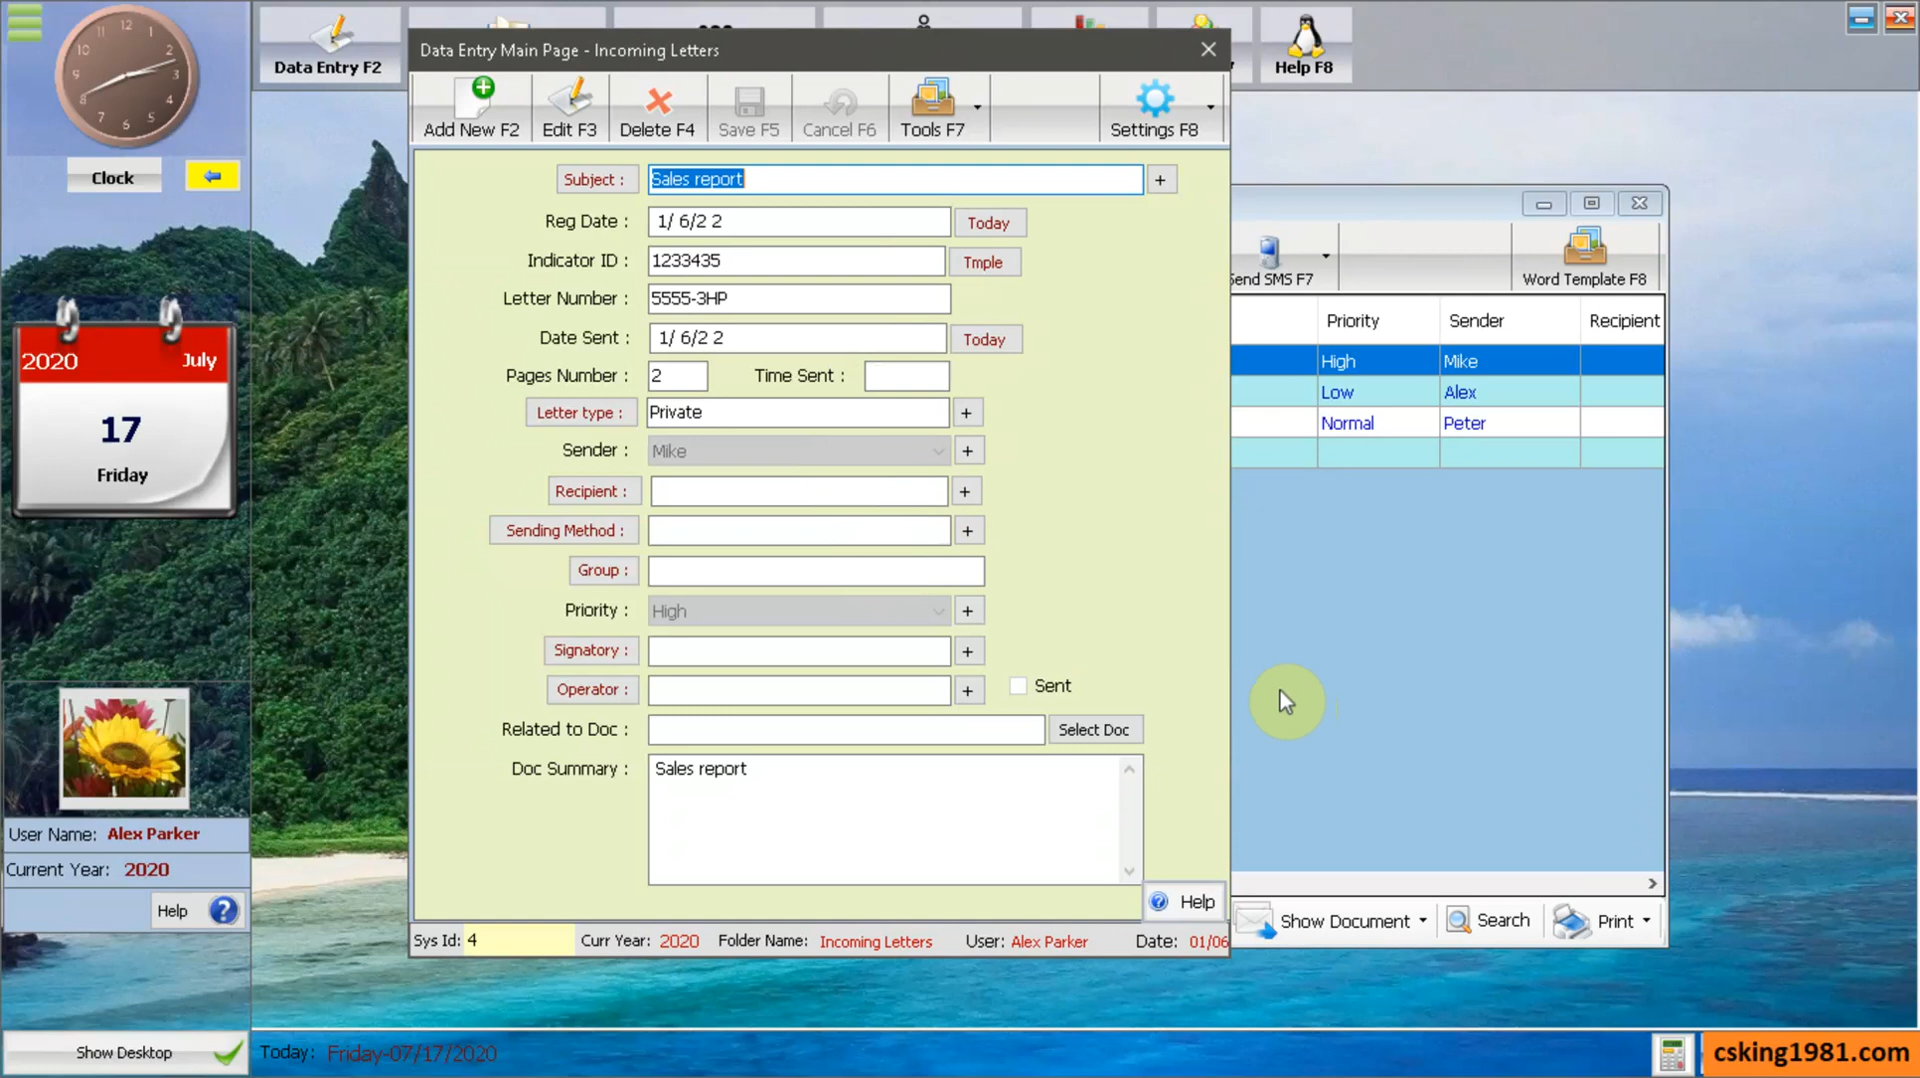 Data Entry F2
Help F8
Clock
2020 July
17
Friday
User Name: Alex Parker
Current Year: 2020
Help
Show Desktop
Today: Friday-07/17/2020
Data Entry Main Page - Incoming Letters
Add New F2
Edit F3
Delete F4
Save F5
Cancel F6
Tools F7
Settings F8
Subject : Sales report +
Reg Date : 1/ 6/2 2 Today
Indicator ID : 1233435 Tmple
Letter Number : 5555-3HP
Date Sent : 1/ 6/2 2 Today
Pages Number : 2 Time Sent :
Letter type : Private +
Sender : Mike +
Recipient : +
Sending Method : +
Group :
Priority : High +
Signatory : +
Operator : + Sent
Related to Doc : Select Doc
Doc Summary : Sales report
Help
Sys Id: 4 Curr Year: 2020 Folder Name: Incoming Letters User: Alex Parker Date: 01/06
end SMS F7
Word Template F8
Priority Sender Recipient
High Mike
Low Alex
Normal Peter
Show Document
Search
Print
csking1981.com